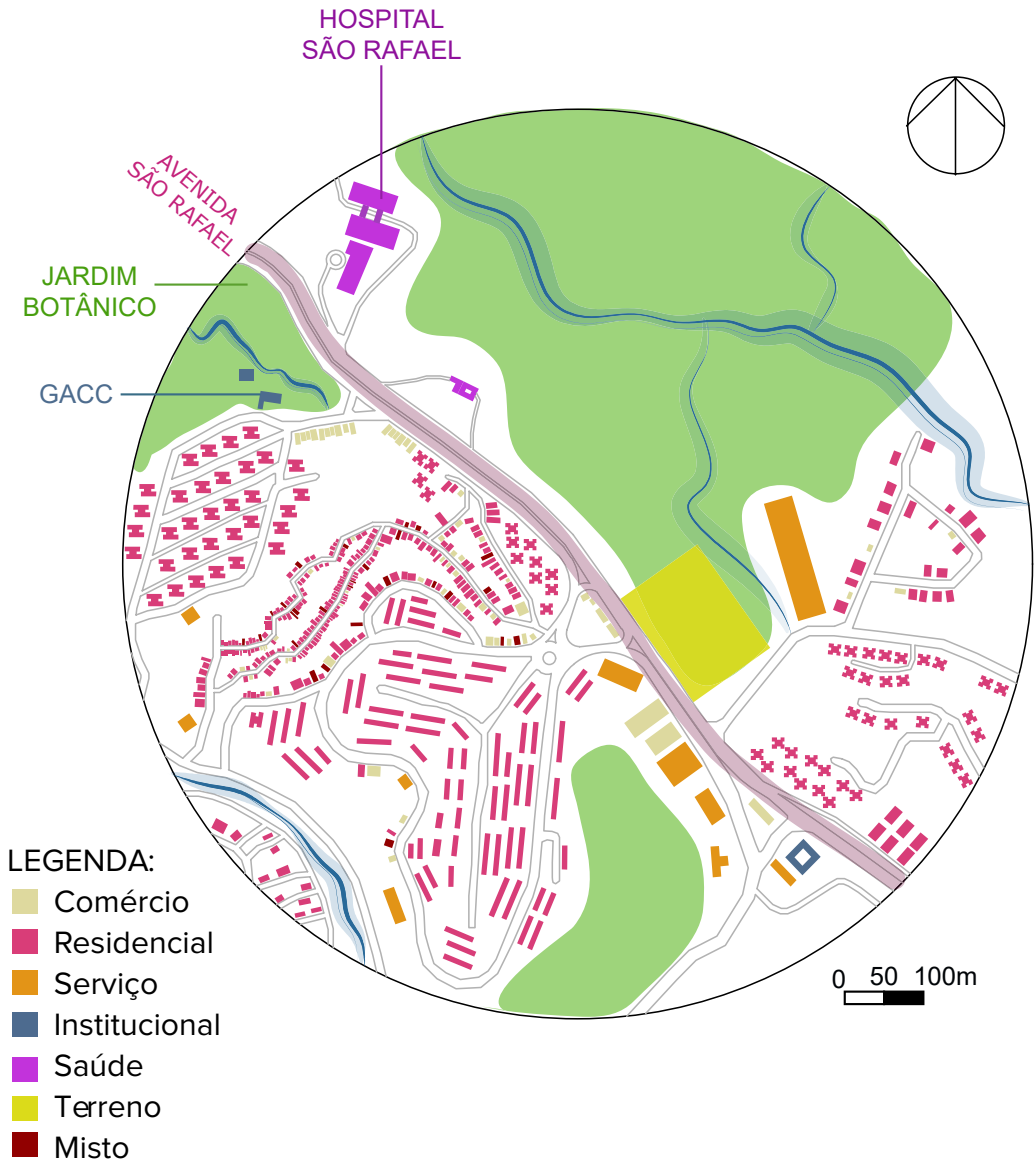 HOSPITAL
SÃO RAFAEL
AVENIDA
SÃO RAFAEL
JARDIM
BOTÂNICO
GACC
LEGENDA:
Comércio
Residencial
Serviço
Institucional
Saúde
Terreno
Misto
0 50 100m